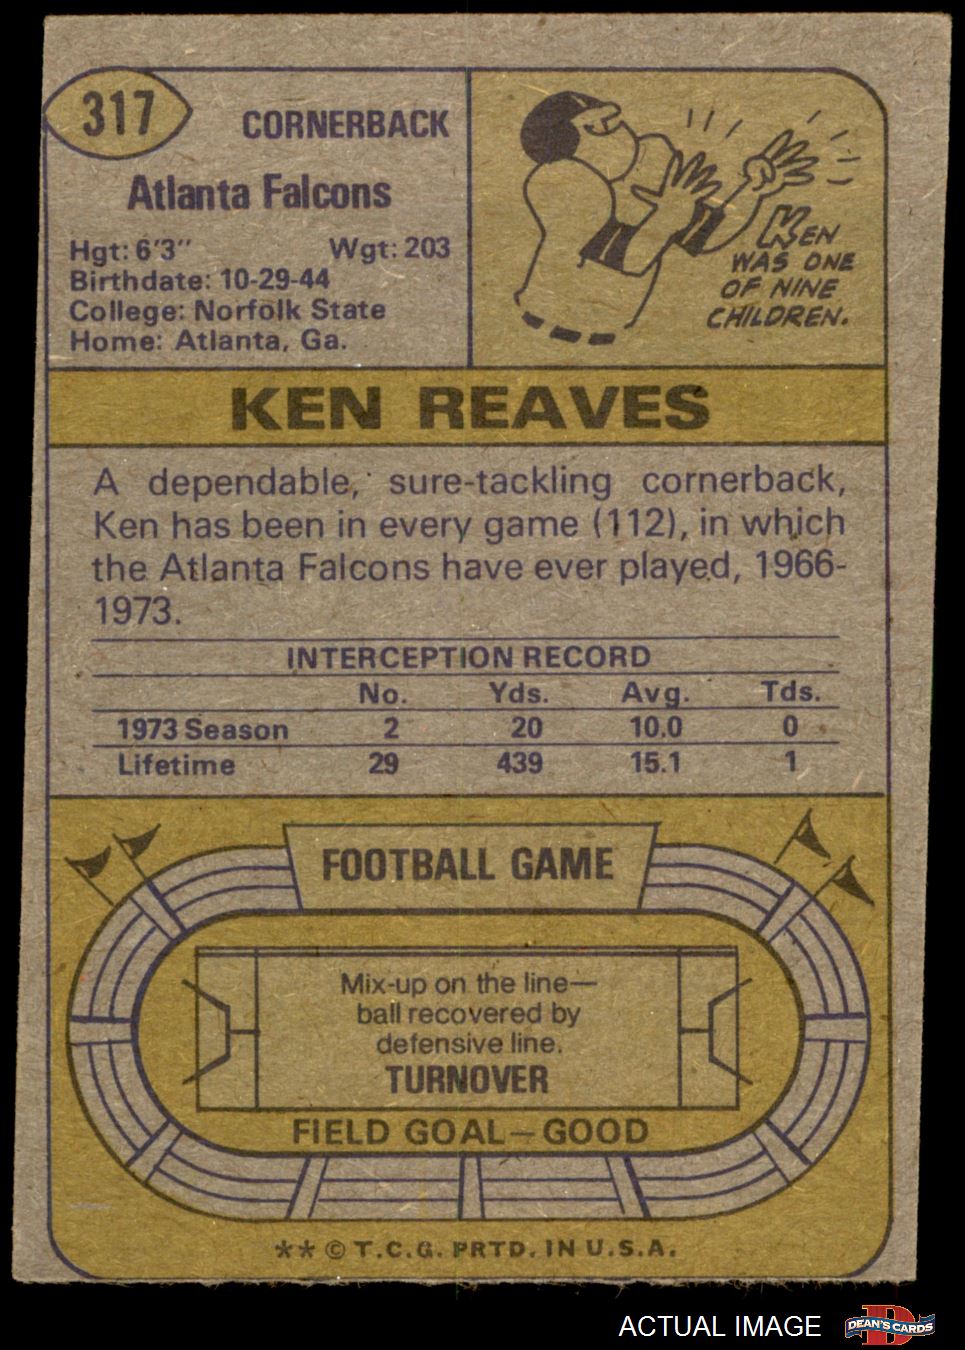 317
CORNERBACK
Atlanta Falcons
Hgt: 6'3" Wgt: 203
Birthdate: 10-29-44
College: Norfolk State
Home: Atlanta, Ga.
KEN
WAS ONE
OF NINE
CHILDREN.
KEN REAVES
A dependable, sure-tackling cornerback,
Ken has been in every game (112), in which
the Atlanta Falcons have ever played, 1966-
1973.
INTERCEPTION RECORD
No. Yds. Avg. Tds.
1973 Season 2 20 10.0 0
Lifetime 29 439 15.1 1
FOOTBALL GAME
Mix-up on the line—
ball recovered by
defensive line.
TURNOVER
FIELD GOAL—GOOD
** © T.C.G. PRTD. IN U.S.A.
ACTUAL IMAGE
D
DEAN'S CARDS